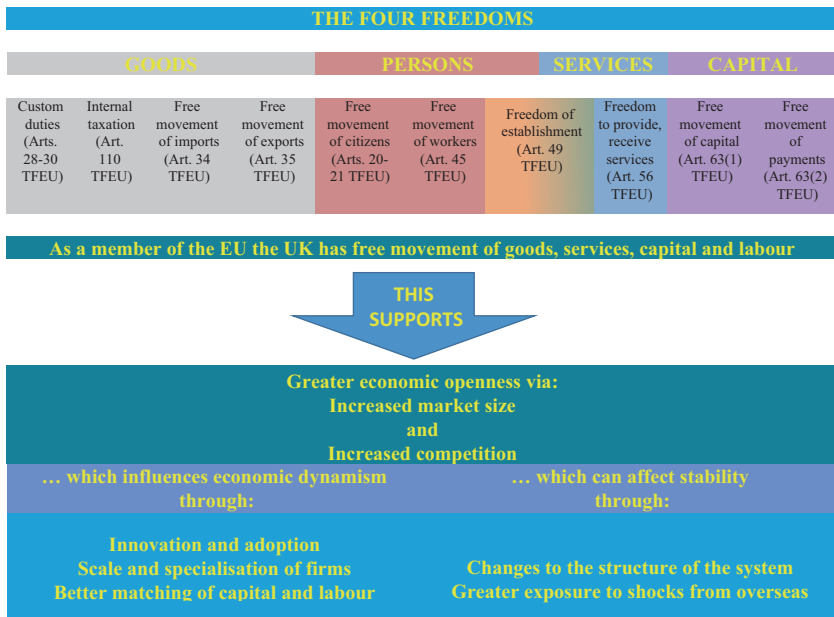 THE FOUR FREEDOMS
GOODS PERSONS SERVICES CAPITAL
Custom
duties
(Arts.
28-30
TFEU)
Internal
taxation
(Art.
110
TFEU)
Free
movement
of imports
(Art. 34
TFEU)
Free
movement
of exports
(Art. 35
TFEU)
Free
movement
of citizens
(Arts. 20-
21 TFEU)
Free
movement
of workers
(Art. 45
TFEU)
Freedom of
establishment
(Art. 49
TFEU)
Freedom
to provide,
receive
services
(Art. 56
TFEU)
Free
movement
of capital
(Art. 63(1)
TFEU)
Free
movement
of
payments
(Art. 63(2)
TFEU)
As a member of the EU the UK has free movement of goods, services, capital and labour
THIS
SUPPORTS
Greater economic openness via:
Increased market size
and
Increased competition
… which influences economic dynamism
through:
… which can affect stability
through:
Innovation and adoption
Scale and specialisation of firms
Better matching of capital and labour
Changes to the structure of the system
Greater exposure to shocks from overseas